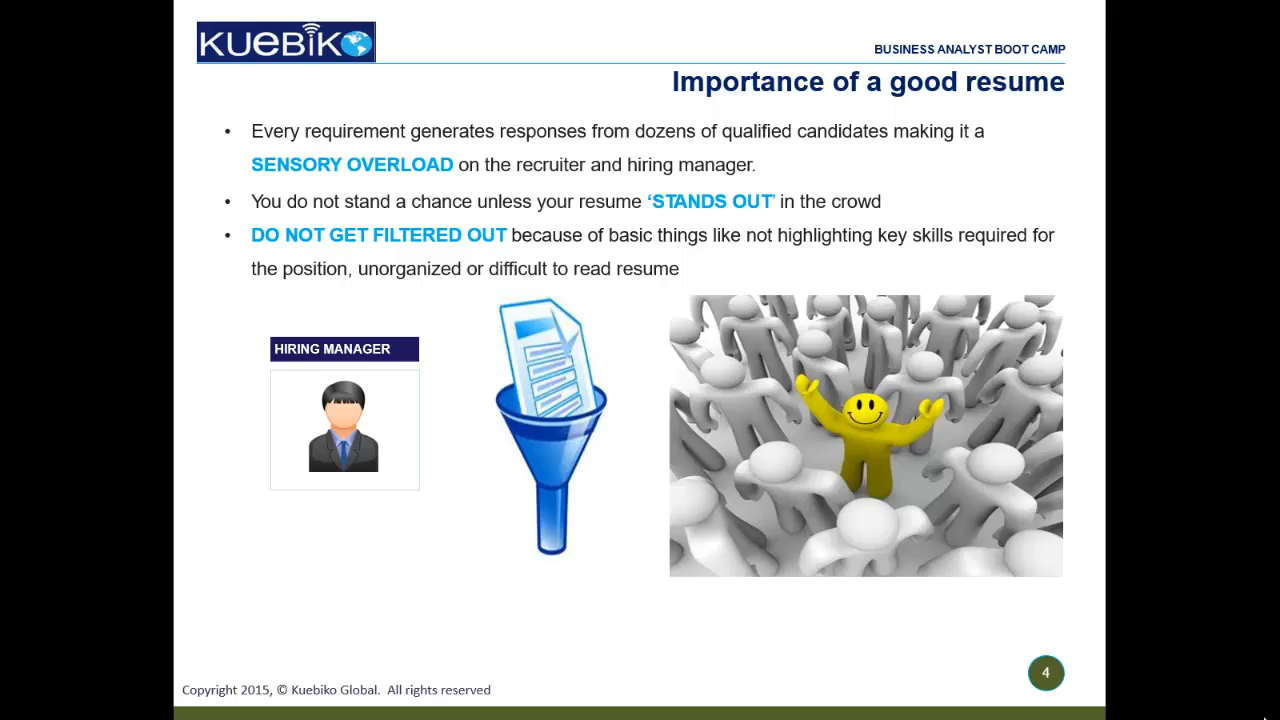 KUEBIKO
BUSINESS ANALYST BOOT CAMP
Importance of a good resume
• Every requirement generates responses from dozens of qualified candidates making it a
SENSORY OVERLOAD on the recruiter and hiring manager.
• You do not stand a chance unless your resume ‘STANDS OUT’ in the crowd
• DO NOT GET FILTERED OUT because of basic things like not highlighting key skills required for
the position, unorganized or difficult to read resume
HIRING MANAGER
4
Copyright 2015, © Kuebiko Global. All rights reserved